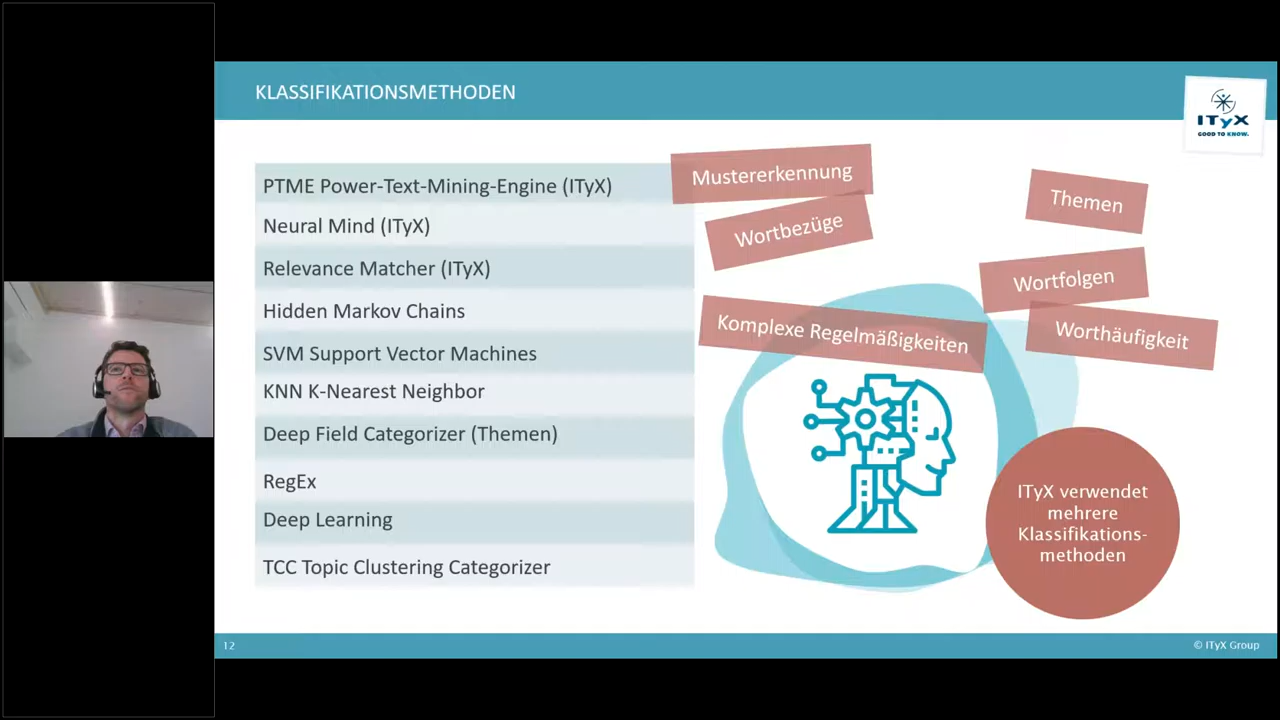 KLASSIFIKATIONSMETHODEN
ITyX
GOOD TO KNOW.
PTME Power-Text-Mining-Engine (ITyX)
Neural Mind (ITyX)
Relevance Matcher (ITyX)
Hidden Markov Chains
SVM Support Vector Machines
KNN K-Nearest Neighbor
Deep Field Categorizer (Themen)
RegEx
Deep Learning
TCC Topic Clustering Categorizer
Mustererkennung
Wortbezüge
Komplexe Regelmäßigkeiten
Themen
Wortfolgen
Worthäufigkeit
ITyX verwendet
mehrere
Klassifikations-
methoden
12
© ITyX Group